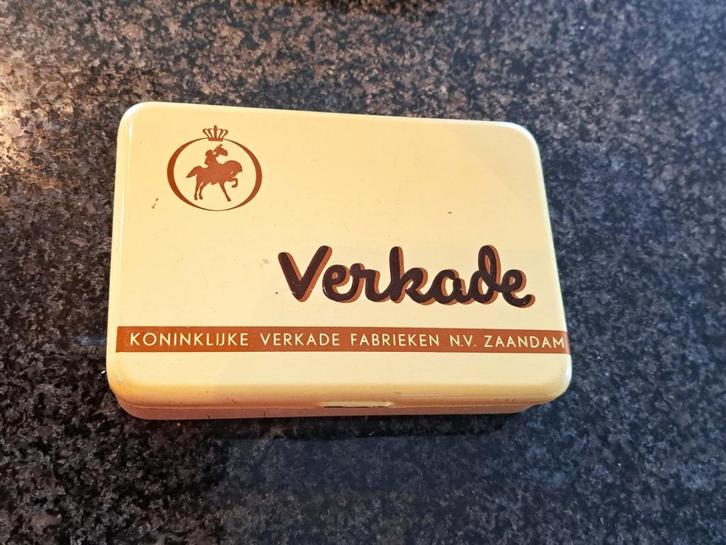 Verkade
KONINKLIJKE VERKADE FABRIEKEN N.V. ZAANDAM